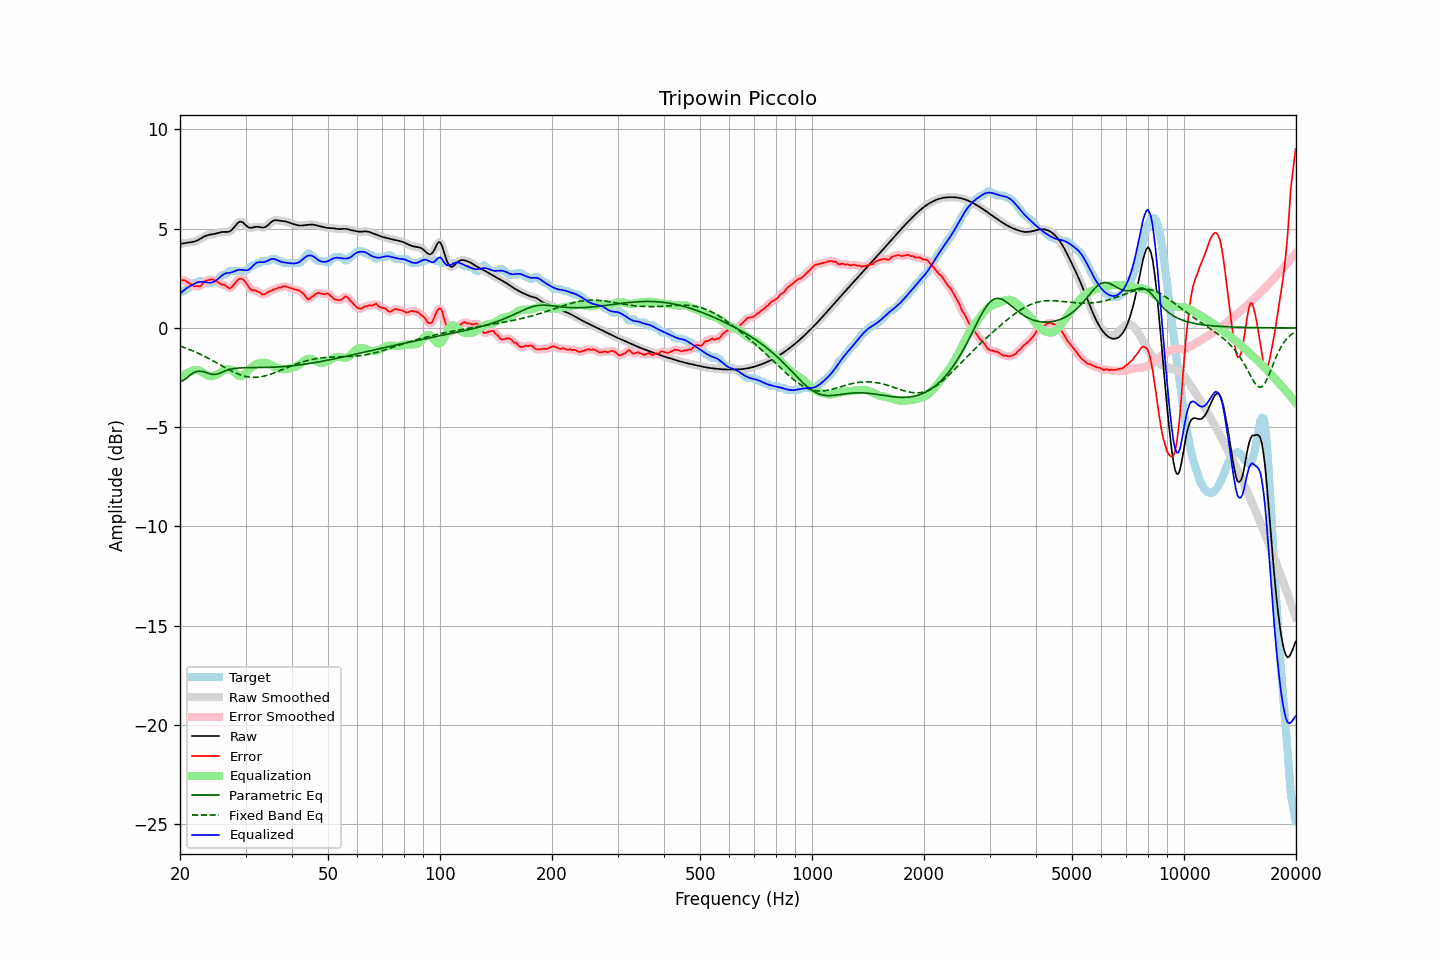 Tripowin Piccolo
10
5
0
−5
−10
−15
−20
−25
Amplitude (dBr)
Target
Raw Smoothed
Error Smoothed
Raw
Error
Equalization
Parametric Eq
Fixed Band Eq
Equalized
20 50 100 200 500 1000 2000 5000 10000 20000
Frequency (Hz)